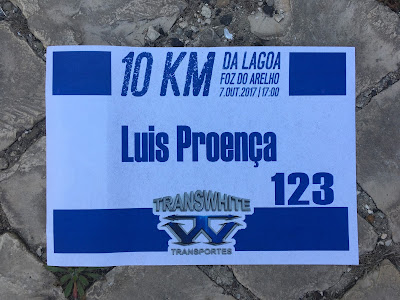 10 KM
DA LAGOA
FOZ DO ARELHO
7.OUT.2017 | 17:00
Luis Proença
123
TRANSWHITE
TRANSPORTES